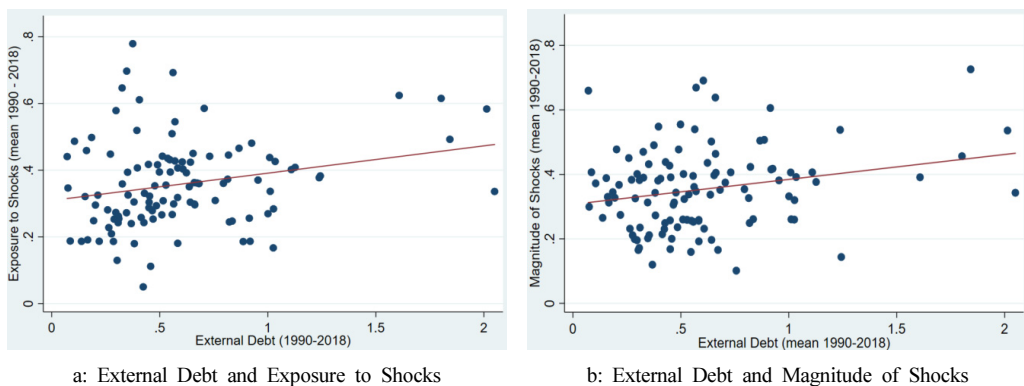 Exposure to Shocks (mean 1990 - 2018)
.8
.6
.4
.2
0
0 .5 1 1.5 2
External Debt (1990-2018)
a: External Debt and Exposure to Shocks
Magnitude of Shocks (mean 1990-2018)
.8
.6
.4
.2
0
0 .5 1 1.5 2
External Debt (mean 1990-2018)
b: External Debt and Magnitude of Shocks